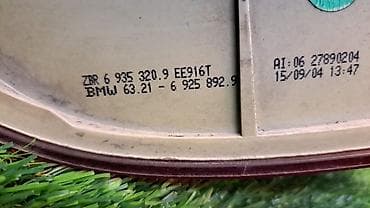 ZBR 6 935 320.9 EE916T
BMW 63.21 - 6 925 892.9
AI:06 27890204
15/09/04 13:47